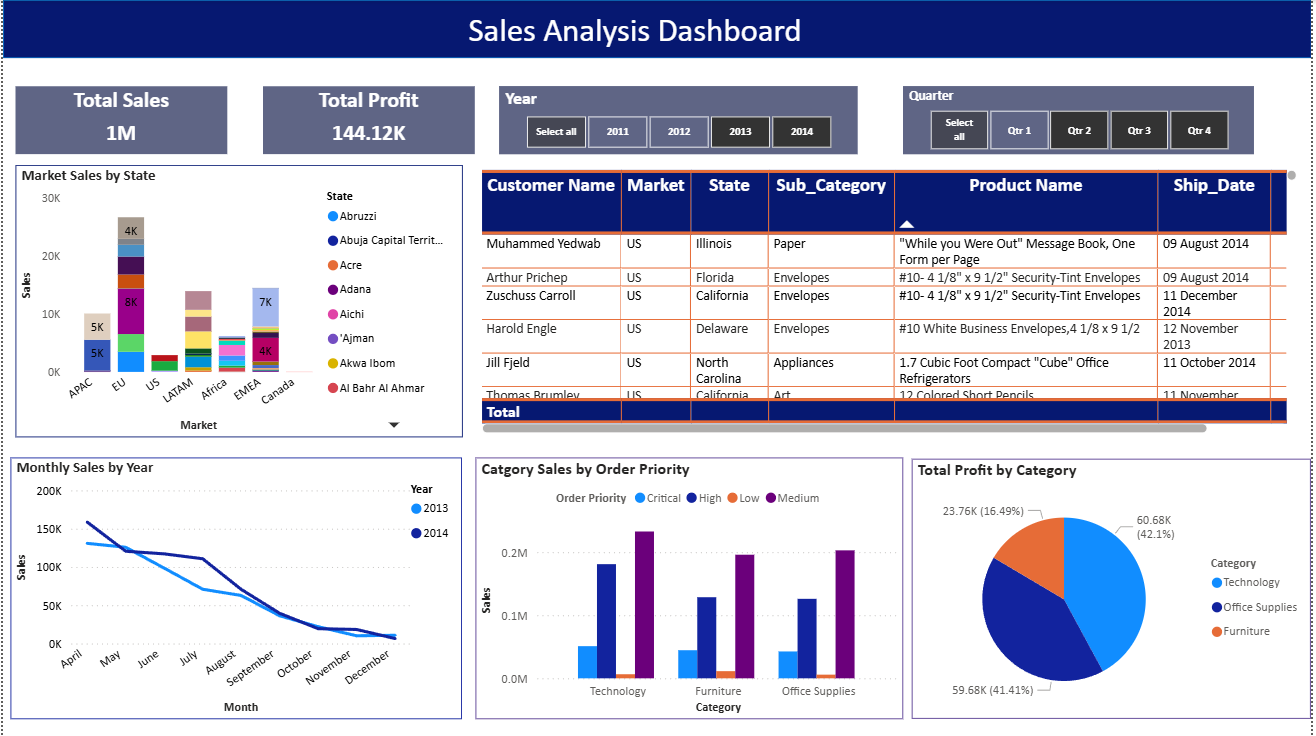 Sales Analysis Dashboard
Total Sales
1M
Total Profit
144.12K
Year
Select all
2011
2012
2013
2014
Quarter
Select
all
Qtr 1
Qtr 2
Qtr 3
Qtr 4
Market Sales by State
30K
20K
10K
0K
Sales
5K
5K
4K
8K
7K
4K
APAC
EU
US
LATAM
Africa
EMEA
Canada
Market
State
Abruzzi
Abuja Capital Territ...
Acre
Adana
Aichi
'Ajman
Akwa Ibom
Al Bahr Al Ahmar
Customer Name Market State Sub_Category Product Name Ship_Date
Muhammed Yedwab US Illinois Paper "While you Were Out" Message Book, One 09 August 2014
Form per Page
Arthur Prichep US Florida Envelopes #10- 4 1/8" x 9 1/2" Security-Tint Envelopes 09 August 2014
Zuschuss Carroll US California Envelopes #10- 4 1/8" x 9 1/2" Security-Tint Envelopes 11 December
2014
Harold Engle US Delaware Envelopes #10 White Business Envelopes,4 1/8 x 9 1/2 12 November
2013
Jill Fjeld US North Appliances 1.7 Cubic Foot Compact "Cube" Office 11 October 2014
Carolina Refrigerators
Thomas Brumley US California Art 12 Colored Short Pencils 11 November
Total
Monthly Sales by Year
200K
150K
100K
50K
0K
Sales
April
May
June
July
August
September
October
November
December
Month
Year
2013
2014
Catgory Sales by Order Priority
Order Priority Critical High Low Medium
0.2M
0.1M
0.0M
Sales
Technology
Furniture
Office Supplies
Category
Total Profit by Category
23.76K (16.49%)
60.68K
(42.1%)
59.68K (41.41%)
Category
Technology
Office Supplies
Furniture